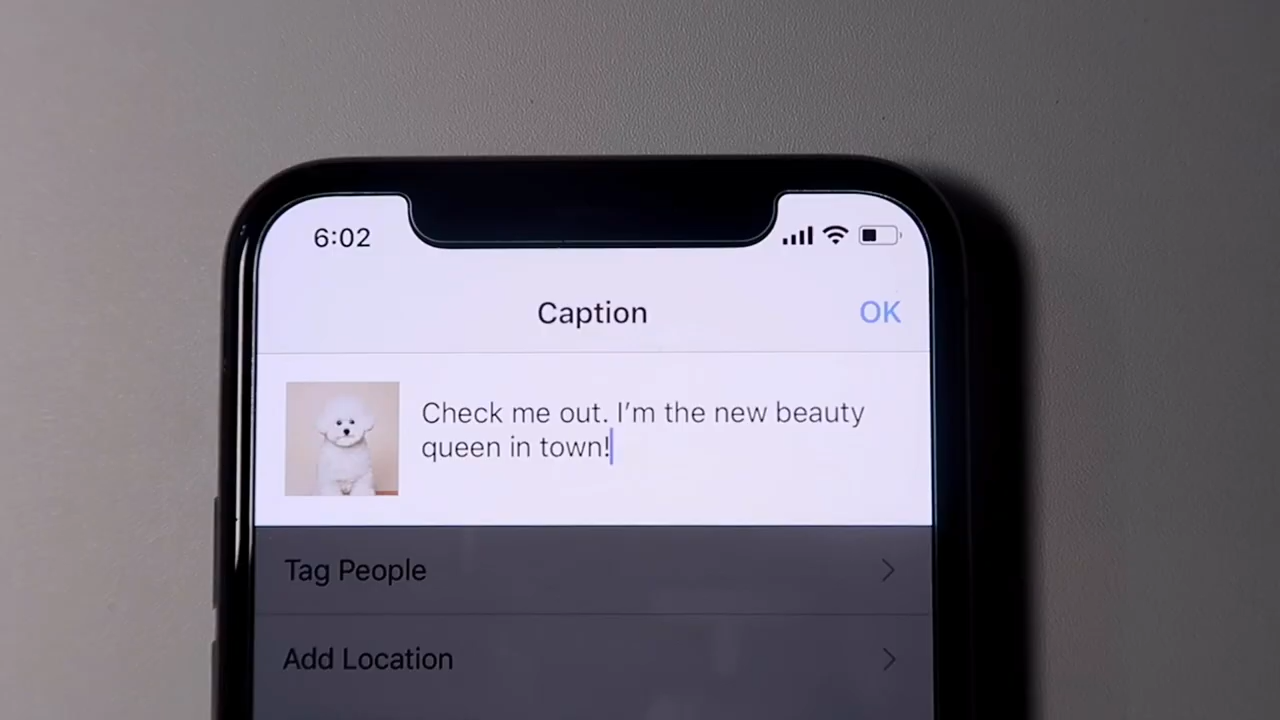 6:02
Caption
OK
Check me out. I’m the new beauty
queen in town!
Tag People
Add Location